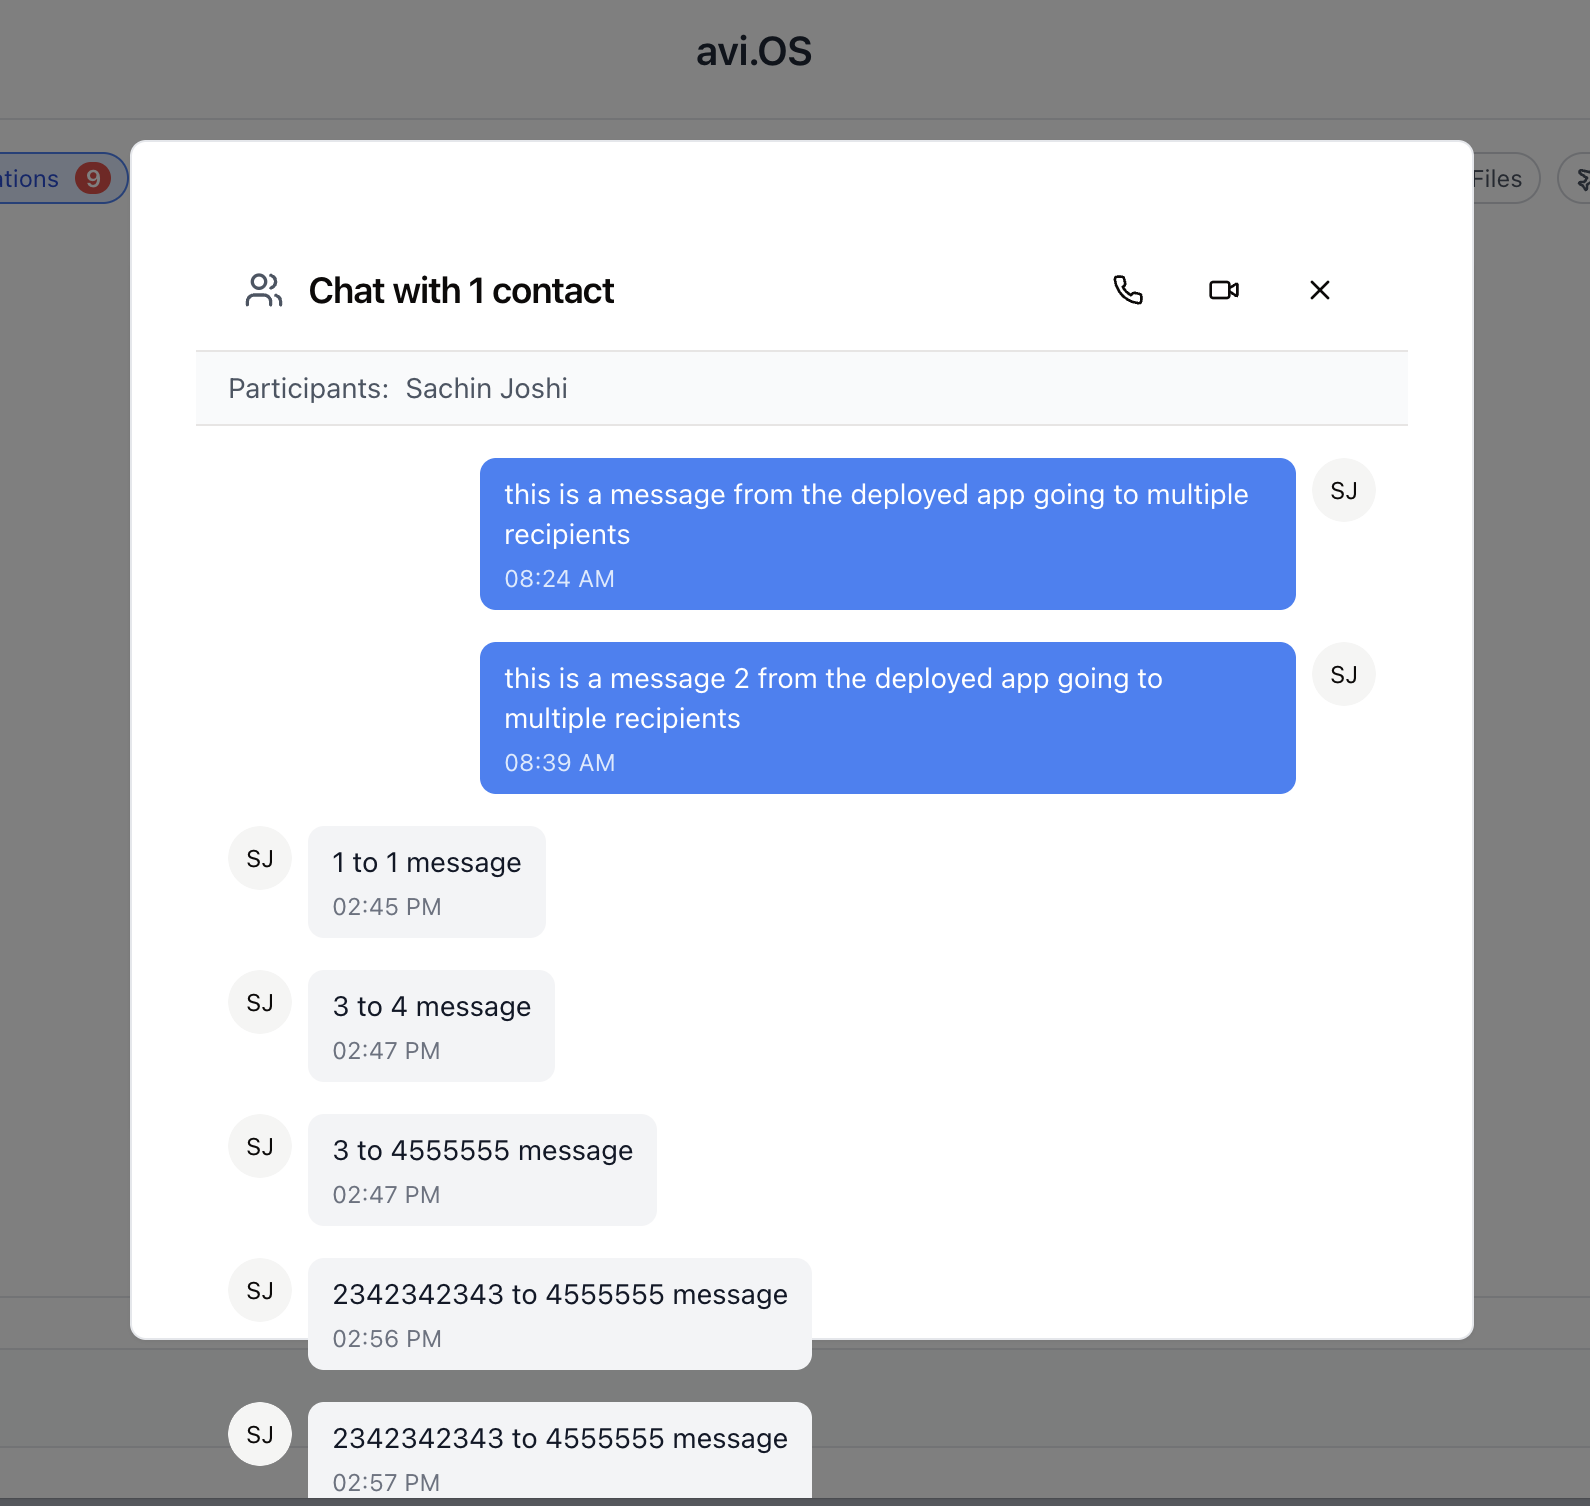 avi.OS
ations 9
Files
Chat with 1 contact
Participants: Sachin Joshi
this is a message from the deployed app going to multiple
recipients
08:24 AM
SJ
this is a message 2 from the deployed app going to
multiple recipients
08:39 AM
SJ
SJ
1 to 1 message
02:45 PM
SJ
3 to 4 message
02:47 PM
SJ
3 to 4555555 message
02:47 PM
SJ
2342342343 to 4555555 message
02:56 PM
SJ
2342342343 to 4555555 message
02:57 PM